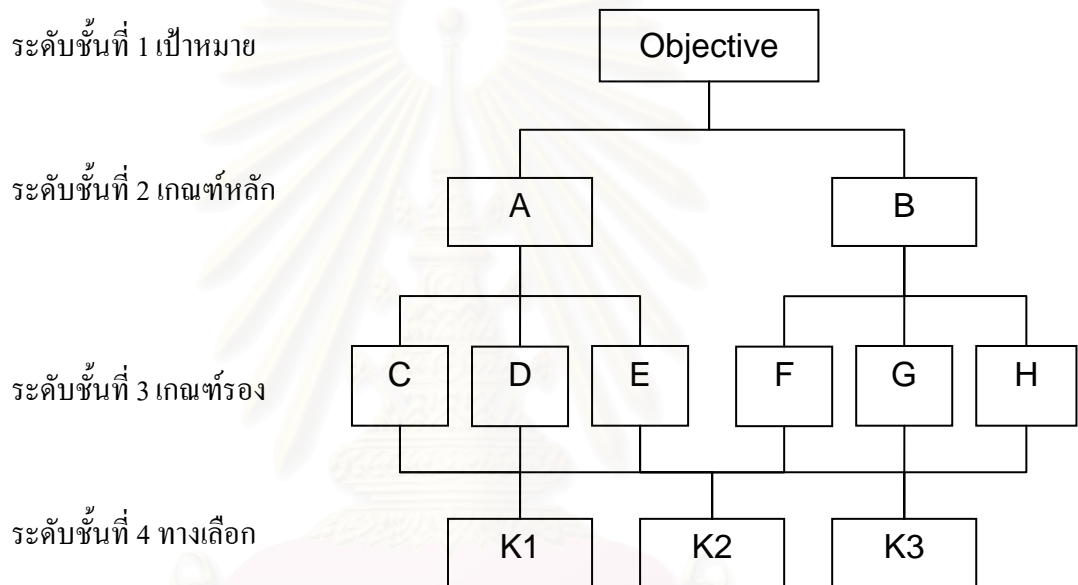 ระดับชั้นที่ 1 เป้าหมาย
Objective
ระดับชั้นที่ 2 เกณฑ์หลัก
A B
ระดับชั้นที่ 3 เกณฑ์รอง
C D E F G H
ระดับชั้นที่ 4 ทางเลือก
K1 K2 K3